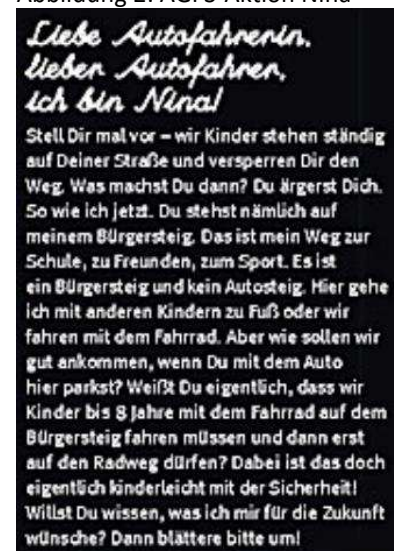 Abbildung 2: AGFS-Aktion Nina
Liebe Autofahrerin,
lieber Autofahrer,
ich bin Nina!
Stell Dir mal vor – wir Kinder stehen ständig
auf Deiner Straße und versperren Dir den
Weg. Was machst Du dann? Du ärgerst Dich.
So wie ich jetzt. Du stehst nämlich auf
meinem Bürgersteig. Das ist mein Weg zur
Schule, zu Freunden, zum Sport. Es ist
ein Bürgersteig und kein Autosteig. Hier gehe
ich mit anderen Kindern zu Fuß oder wir
fahren mit dem Fahrrad. Aber wie sollen wir
gut ankommen, wenn Du mit dem Auto
hier parkst? Weißt Du eigentlich, dass wir
Kinder bis 8 Jahre mit dem Fahrrad auf dem
Bürgersteig fahren müssen und dann erst
auf den Radweg dürfen? Dabei ist das doch
eigentlich kinderleicht mit der Sicherheit!
Willst Du wissen, was ich mir für die Zukunft
wünsche? Dann blättere bitte um!